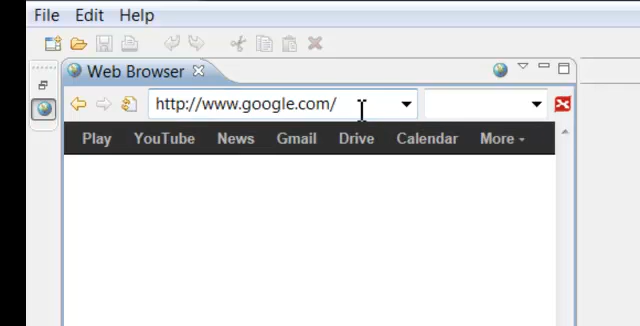 File Edit Help
Web Browser
http://www.google.com/
Play YouTube News Gmail Drive Calendar More